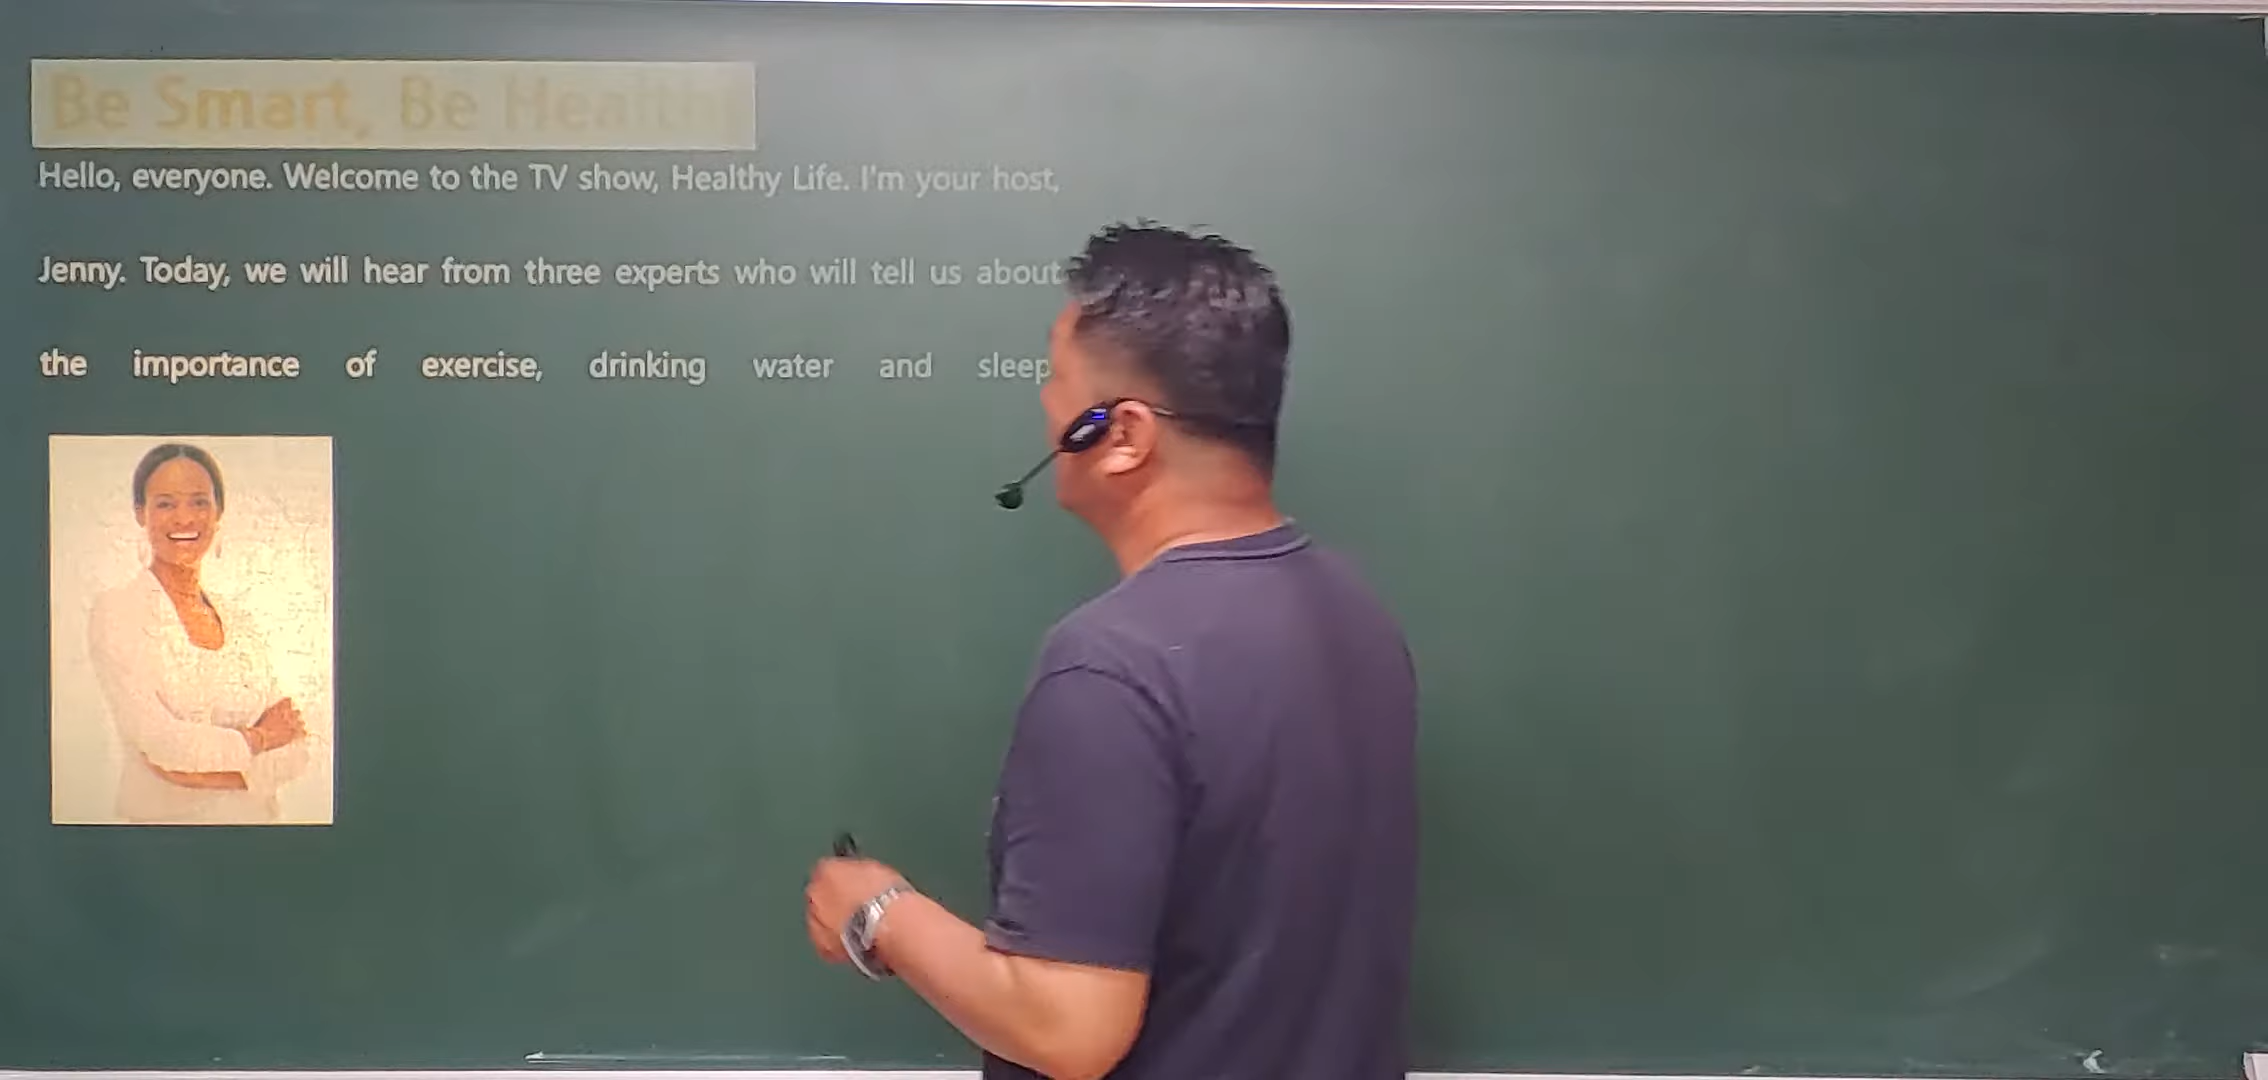 Be Smart, Be Health
Hello, everyone. Welcome to the TV show, Healthy Life. I'm your host,
Jenny. Today, we will hear from three experts who will tell us about
the importance of exercise, drinking water and sleep